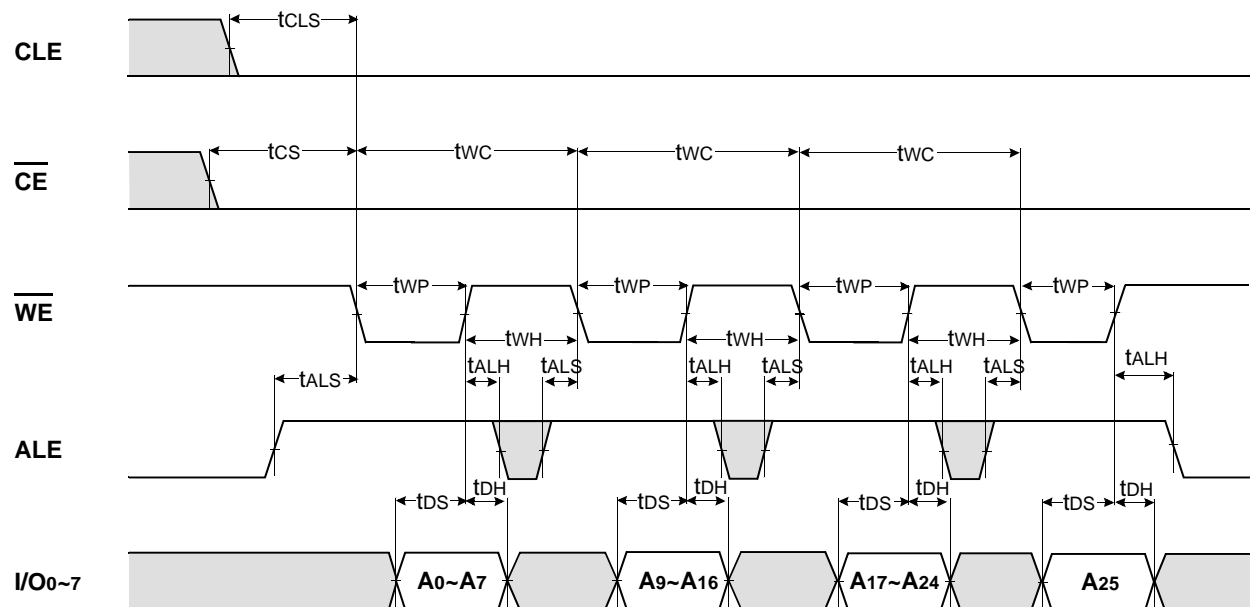 tCLS
CLE
tCS tWC tWC tWC
CE
tWP tWP tWP tWP
WE
tWH tWH tWH
tALH tALS tALH tALS tALH tALS tALH
tALS
ALE
tDS tDH tDS tDH tDS tDH tDS tDH
I/O0~7 A0~A7 A9~A16 A17~A24 A25